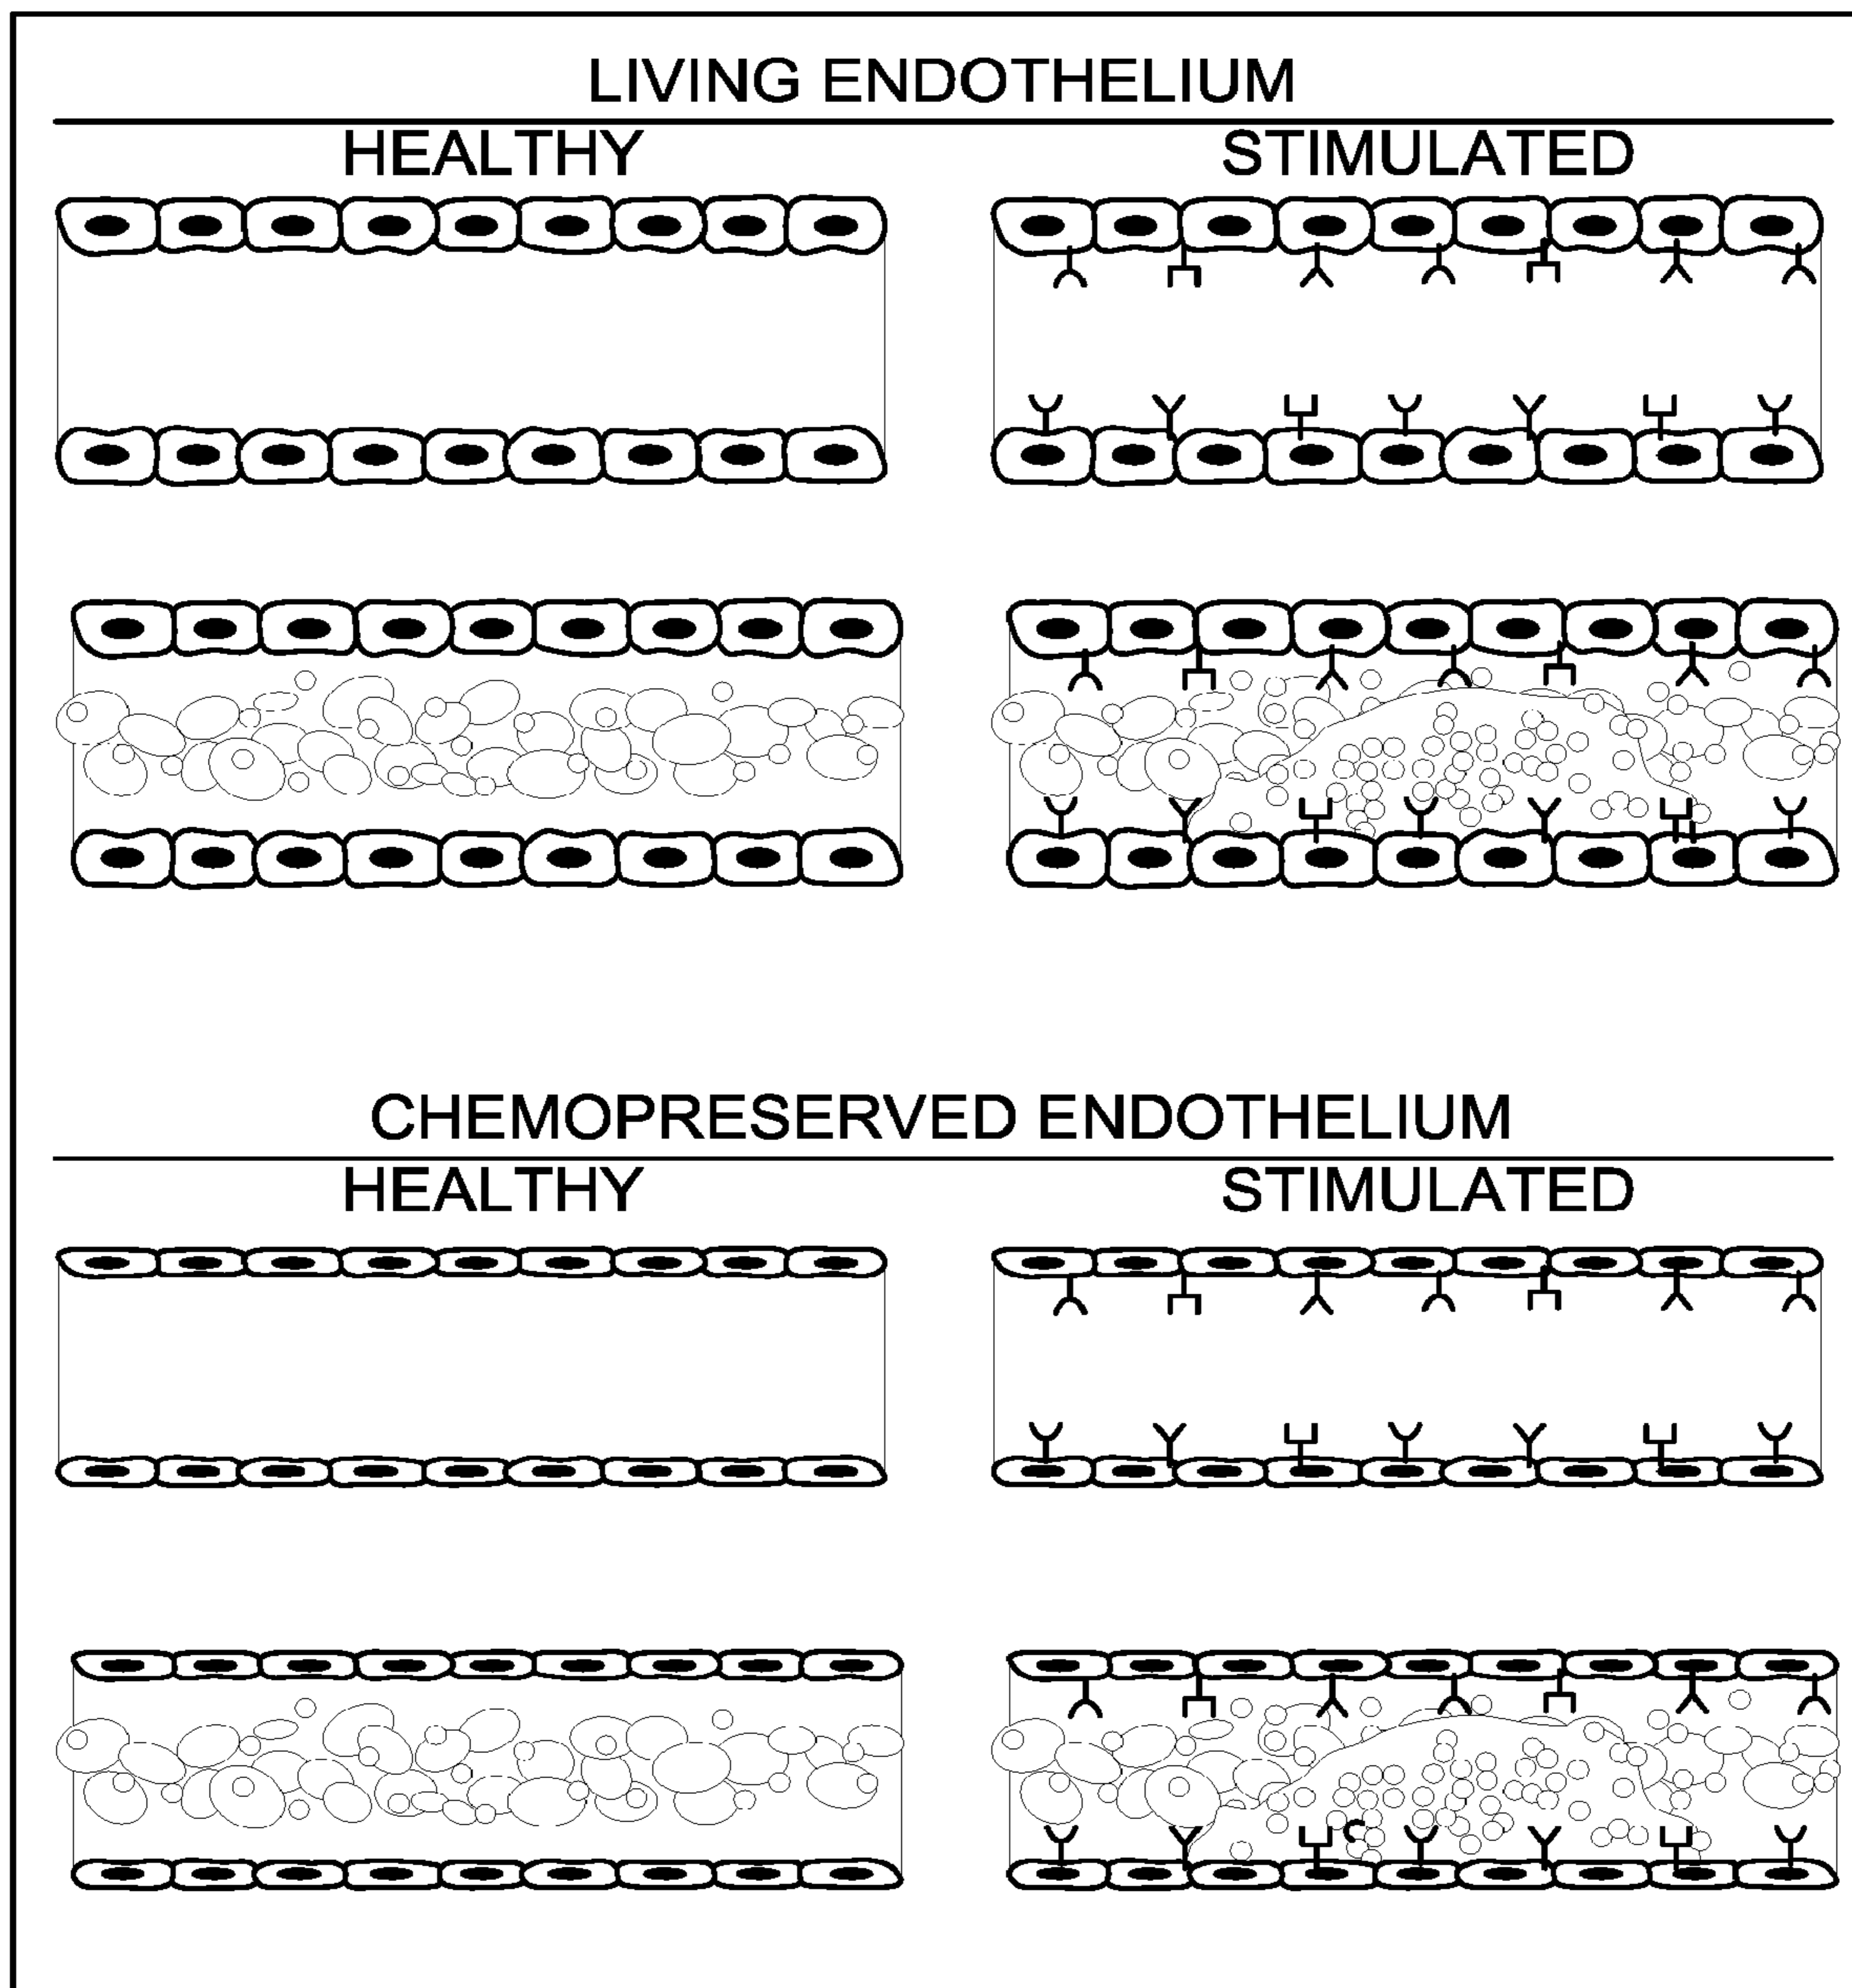 LIVING ENDOTHELIUM
HEALTHY STIMULATED
CHEMOPRESERVED ENDOTHELIUM
HEALTHY STIMULATED